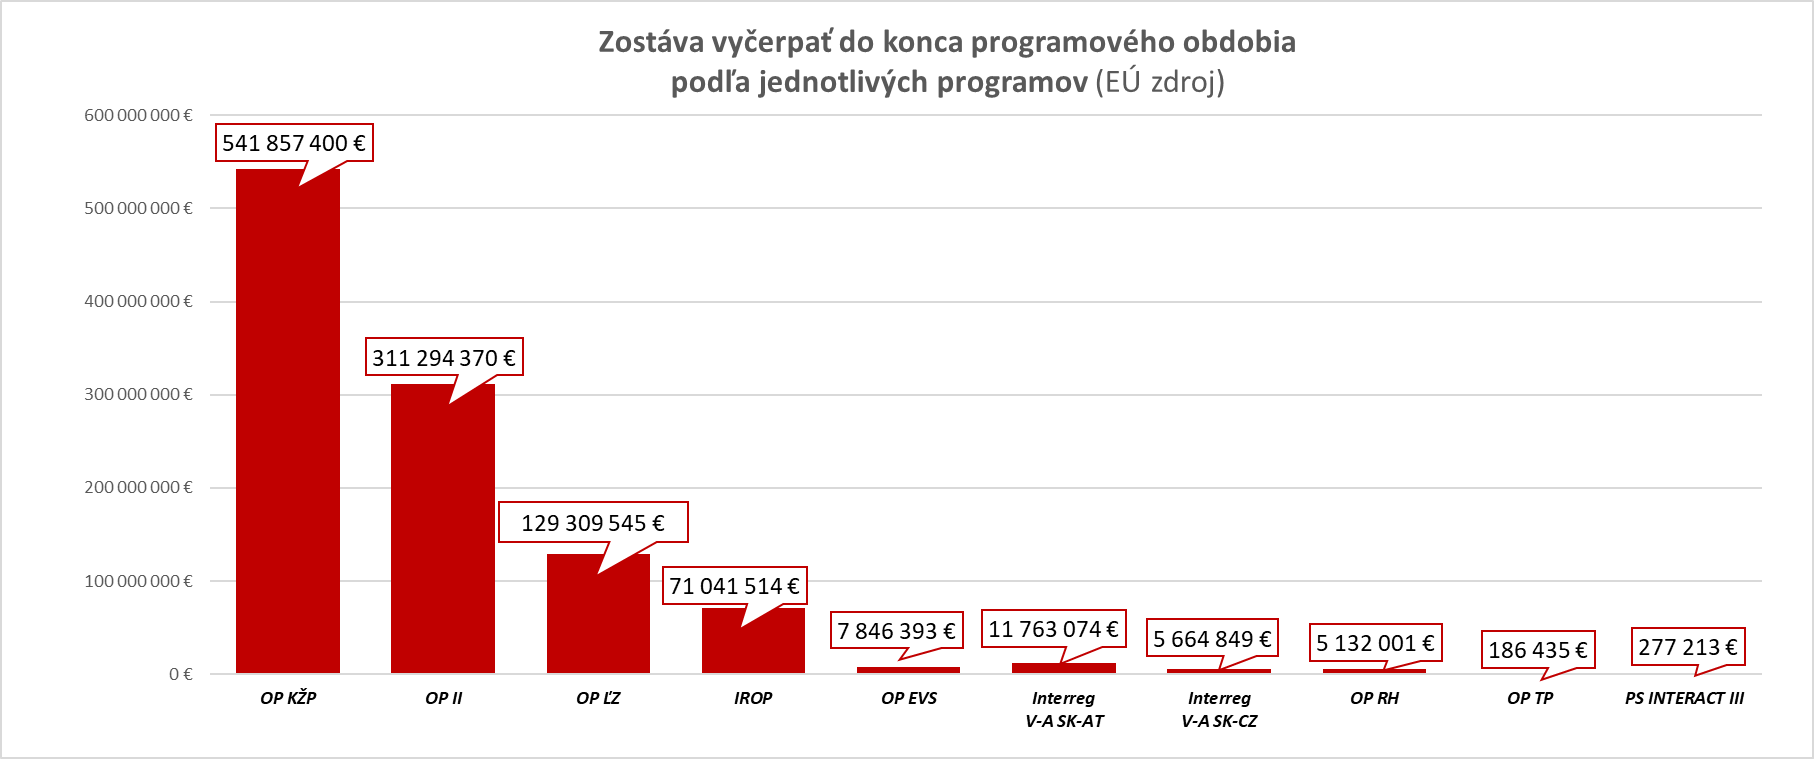 Zostáva vyčerpať do konca programového obdobia
podľa jednotlivých programov (EÚ zdroj)
600 000 000 €
500 000 000 €
400 000 000 €
300 000 000 €
200 000 000 €
100 000 000 €
0 €
541 857 400 €
311 294 370 €
129 309 545 €
71 041 514 €
7 846 393 €
11 763 074 €
5 664 849 €
5 132 001 €
186 435 €
277 213 €
OP KŽP
OP II
OP ĽZ
IROP
OP EVS
Interreg
V-A SK-AT
Interreg
V-A SK-CZ
OP RH
OP TP
PS INTERACT III